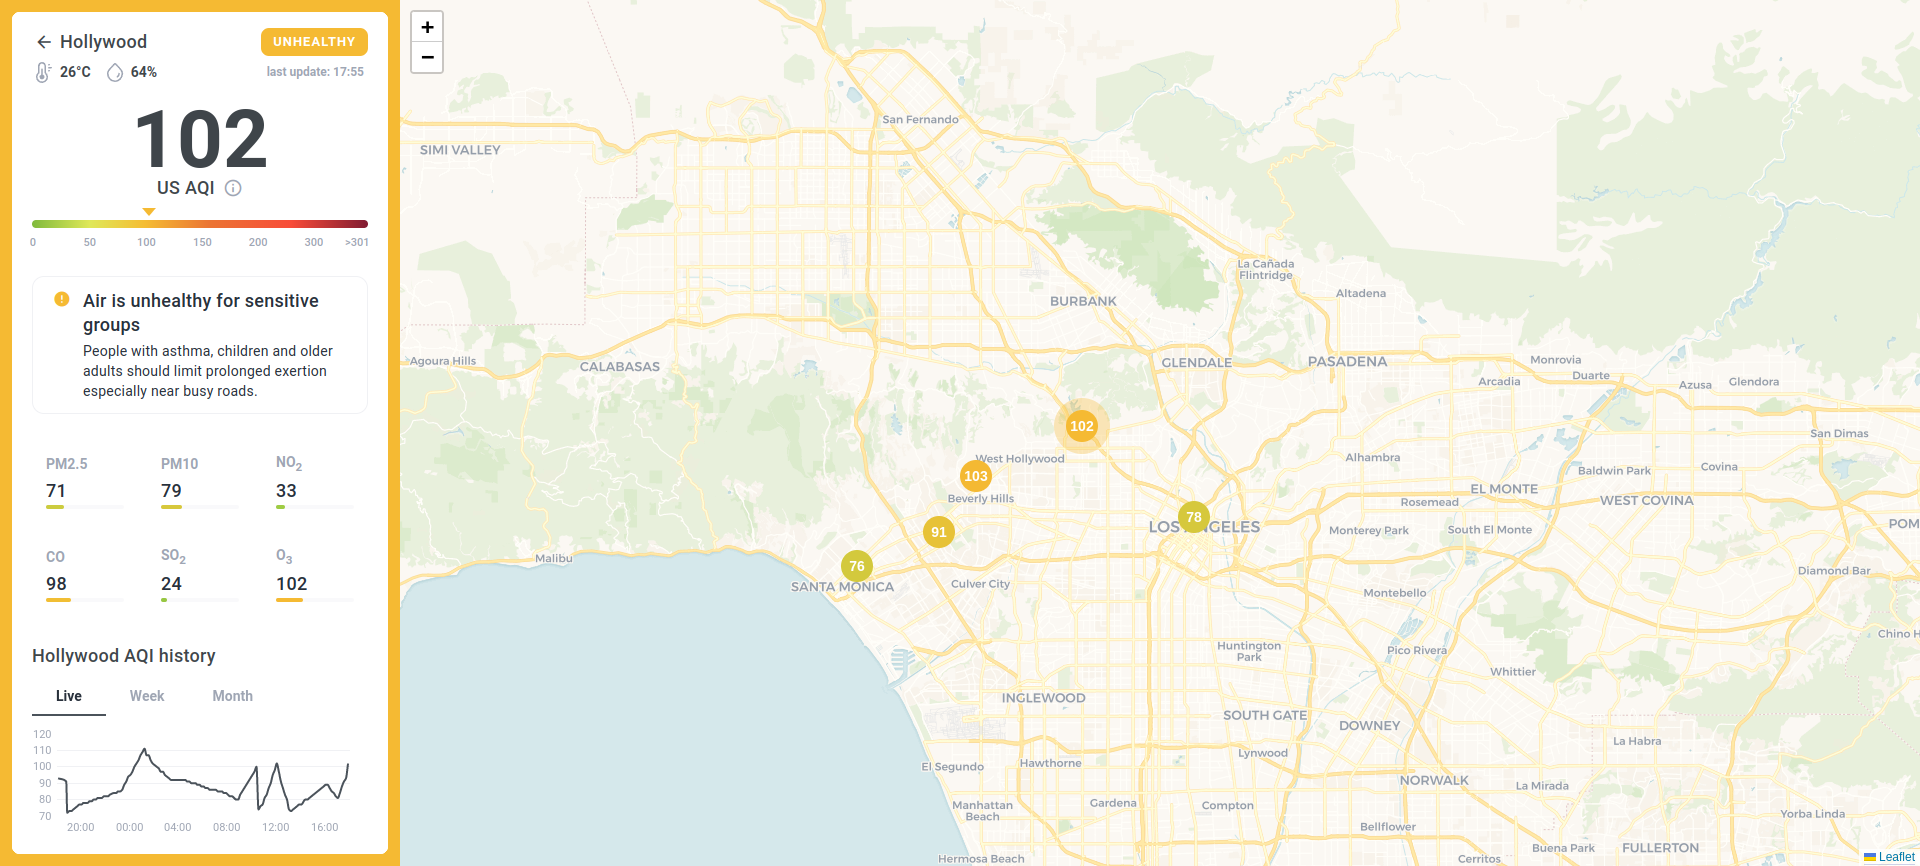 Hollywood
UNHEALTHY
26°C
64%
last update: 17:55
102
US AQI
0 50 100 150 200 300 >301
Air is unhealthy for sensitive
groups
People with asthma, children and older
adults should limit prolonged exertion
especially near busy roads.
PM2.5 PM10 NO2
71 79 33
CO SO2 O3
98 24 102
Hollywood AQI history
Live Week Month
120
110
100
90
80
70
20:00 00:00 04:00 08:00 12:00 16:00
+
−
San Fernando
SIMI VALLEY
La Cañada
Flintridge
Altadena
BURBANK
Agoura Hills
CALABASAS
GLENDALE
PASADENA
Monrovia
Duarte
Arcadia
Azusa
Glendora
102
San Dimas
West Hollywood
Alhambra
Baldwin Park
Covina
103
Beverly Hills
EL MONTE
Rosemead
WEST COVINA
78
LOS ANGELES
Monterey Park
South El Monte
POM
91
Malibu
76
SANTA MONICA
Culver City
Diamond Bar
Montebello
Huntington
Park
Pico Rivera
Chino H
Whittier
INGLEWOOD
SOUTH GATE
DOWNEY
La Habra
Lynwood
El Segundo
Hawthorne
NORWALK
La Mirada
Manhattan
Beach
Gardena
Compton
Yorba Linda
Bellflower
Buena Park
FULLERTON
Hermosa Beach
Cerritos
Leaflet